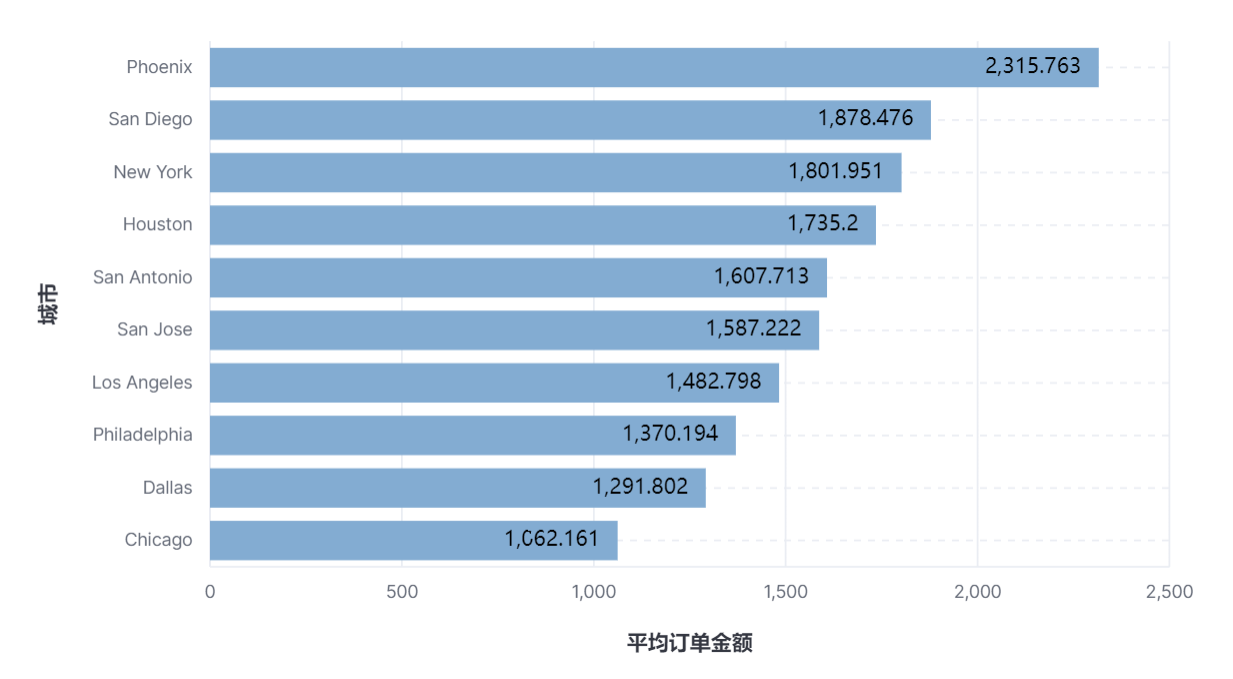 Phoenix 2,315.763
San Diego 1,878.476
New York 1,801.951
Houston 1,735.2
San Antonio 1,607.713
San Jose 1,587.222
Los Angeles 1,482.798
Philadelphia 1,370.194
Dallas 1,291.802
Chicago 1,062.161
城市
0 500 1,000 1,500 2,000 2,500
平均订单金额